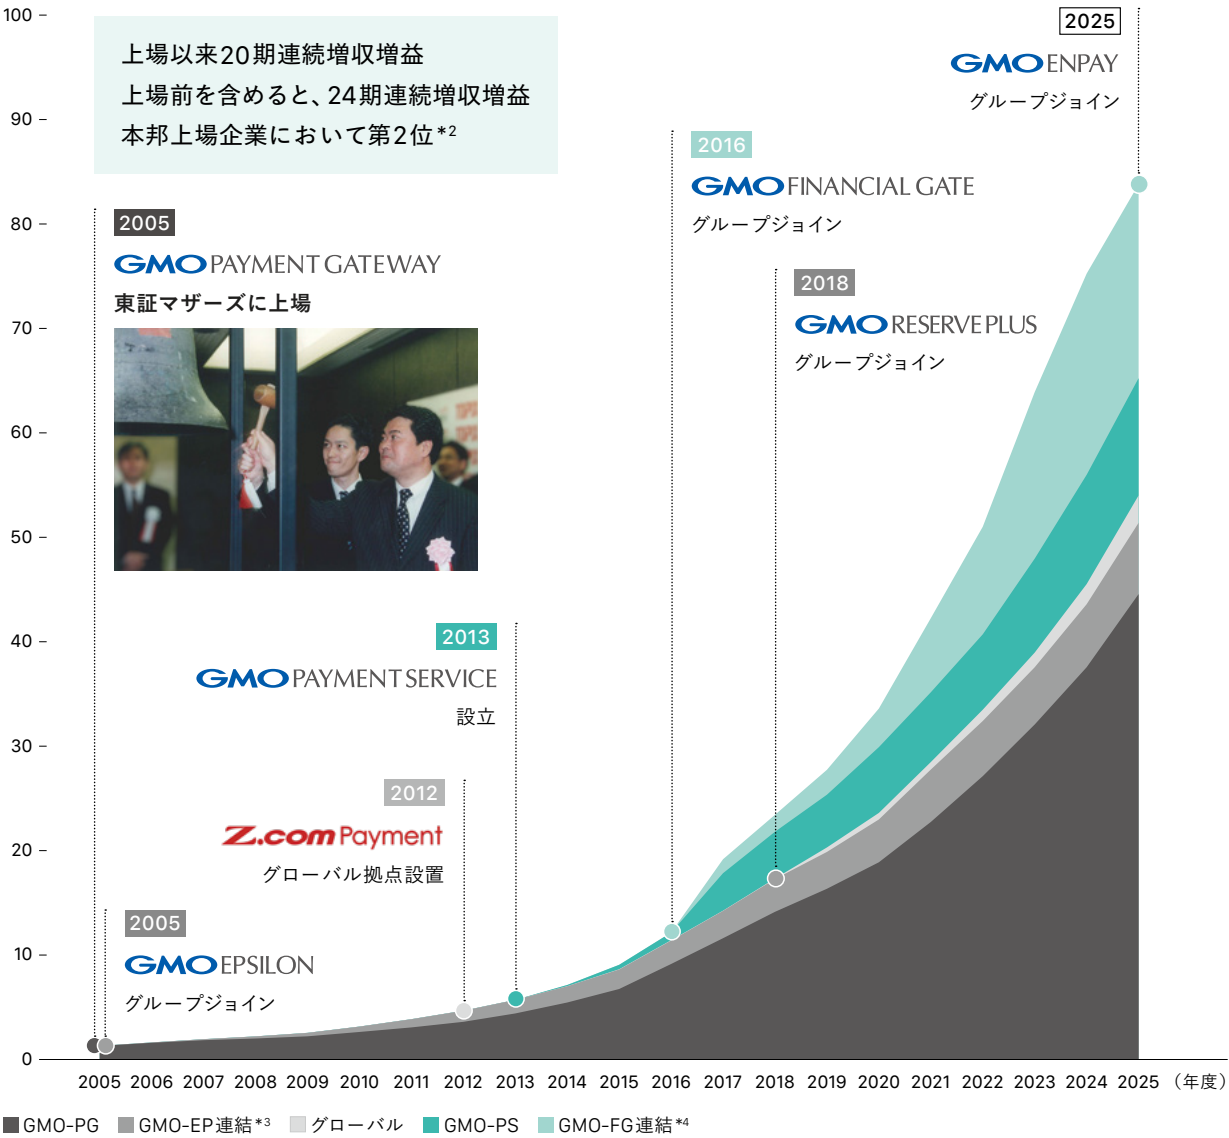 上場以来20期連続増収増益
上場前を含めると、24期連続増収増益
本邦上場企業において第2位*2
2025
GMO ENPAY
グループジョイン
2016
GMO FINANCIAL GATE
グループジョイン
2005
GMO PAYMENT GATEWAY
東証マザーズに上場
2018
GMO RESERVE PLUS
グループジョイン
2013
GMO PAYMENT SERVICE
設立
2012
Z.com Payment
グローバル拠点設置
2005
GMO EPSILON
グループジョイン
100
90
80
70
60
50
40
30
20
10
0
2005 2006 2007 2008 2009 2010 2011 2012 2013 2014 2015 2016 2017 2018 2019 2020 2021 2022 2023 2024 2025 （年度）
GMO-PG GMO-EP連結*3 グローバル GMO-PS GMO-FG連結*4